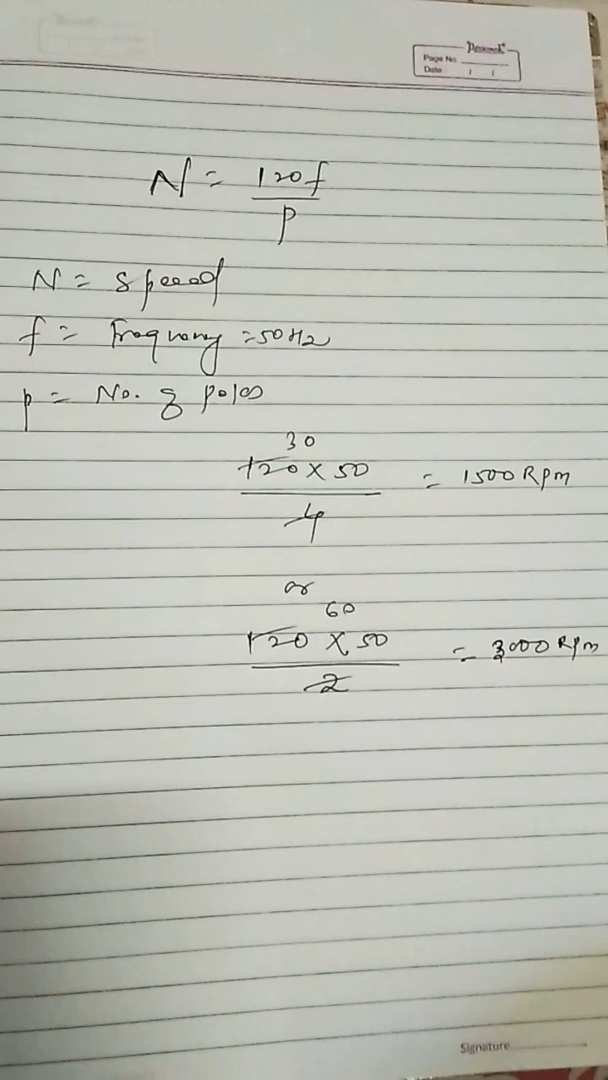 Page No.
Date / /
N = 120f
P
N = Speed
f = Frequency = 50Hz
p = No. of poles
30
120 x 50 = 1500 Rpm
4
or
60
120 x 50 = 3000 Rpm
2
Signature